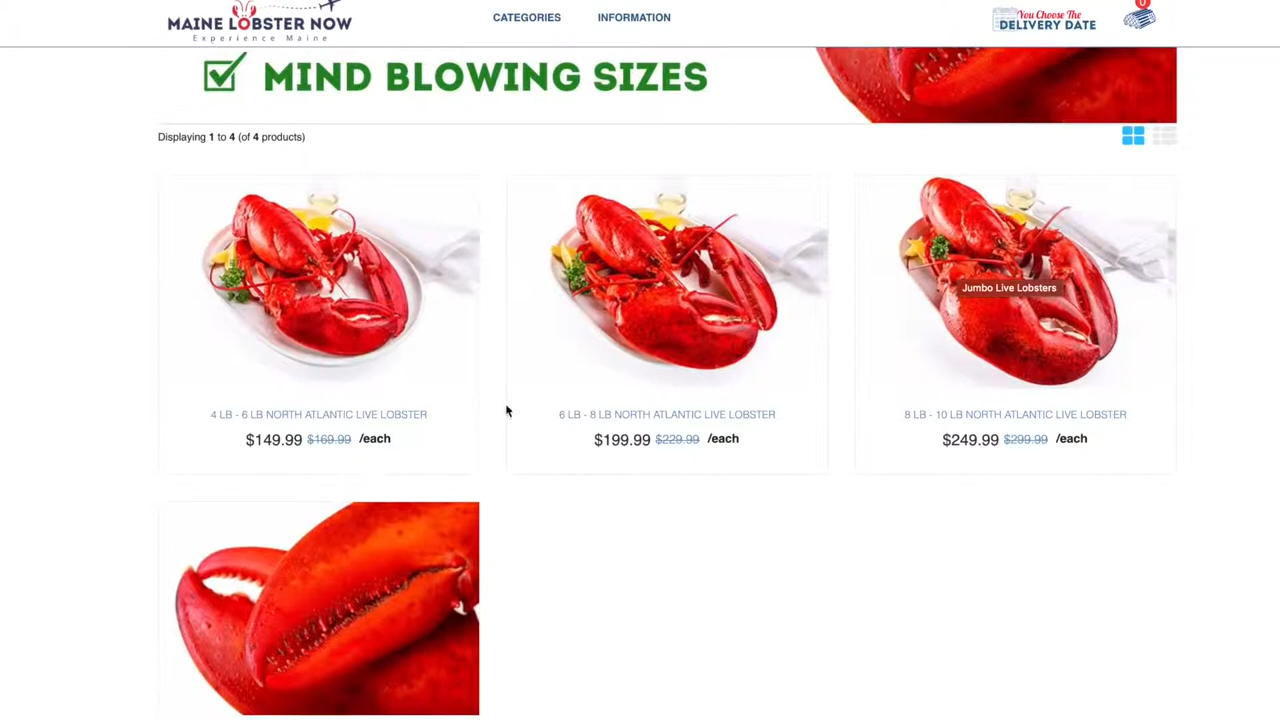 MAINE LOBSTER NOW
Experience Maine
CATEGORIES
INFORMATION
You Choose The
DELIVERY DATE
0
MIND BLOWING SIZES
Displaying 1 to 4 (of 4 products)
Jumbo Live Lobsters
4 LB - 6 LB NORTH ATLANTIC LIVE LOBSTER
$149.99 $169.99 /each
6 LB - 8 LB NORTH ATLANTIC LIVE LOBSTER
$199.99 $229.99 /each
8 LB - 10 LB NORTH ATLANTIC LIVE LOBSTER
$249.99 $299.99 /each